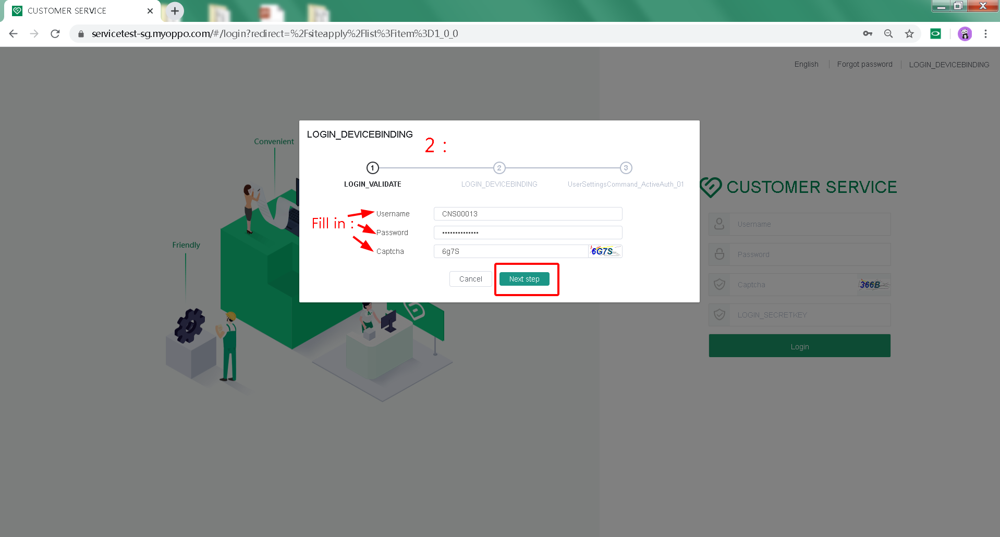 CUSTOMER SERVICE
servicetest-sg.myoppo.com/#/login?redirect=%2Fsiteapply%2Flist%3Fitem%3D1_0_0
English
Forgot password
LOGIN_DEVICEBINDING
LOGIN_DEVICEBINDING
2 :
1
2
3
LOGIN_VALIDATE
LOGIN_DEVICEBINDING
UserSettingsCommand_ActiveAuth_01
Fill in :
Username
CNS00013
Password
••••••••••••••
Captcha
6g7S
6G7S
Cancel
Next step
Convenient
Friendly
CUSTOMER SERVICE
Username
Password
Captcha
366B
LOGIN_SECRETKEY
Login